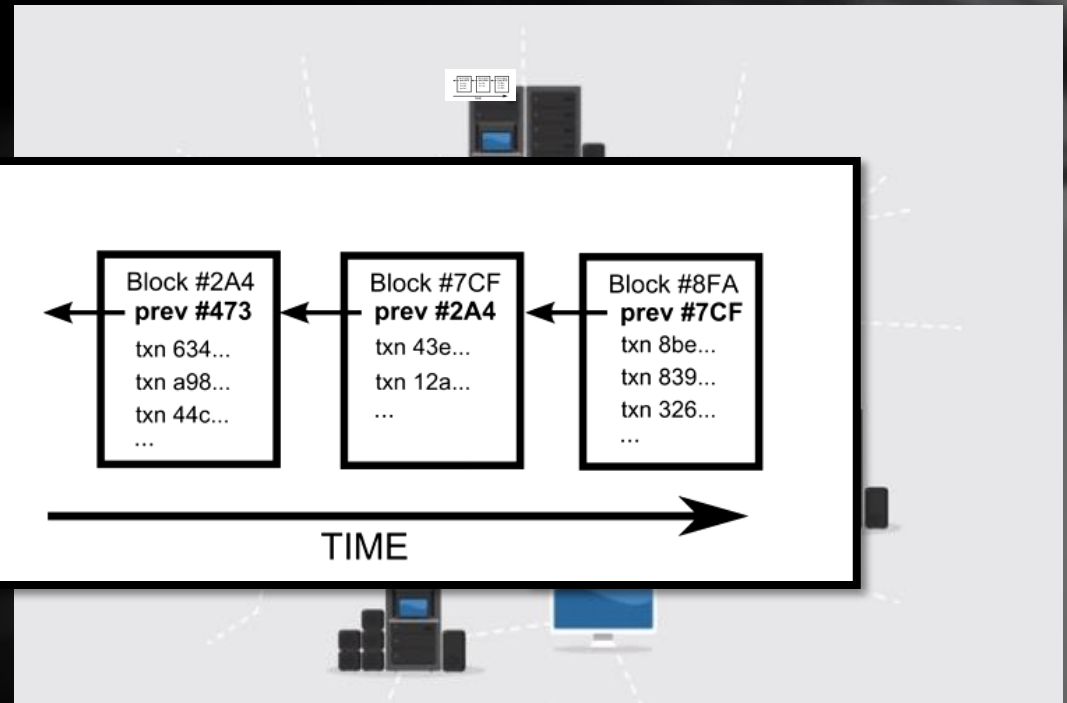 Block #2A4
prev #473
txn 634...
txn a98...
txn 44c...
...
Block #7CF
prev #2A4
txn 43e...
txn 12a...
...
Block #8FA
prev #7CF
txn 8be...
txn 839...
txn 326...
...
TIME